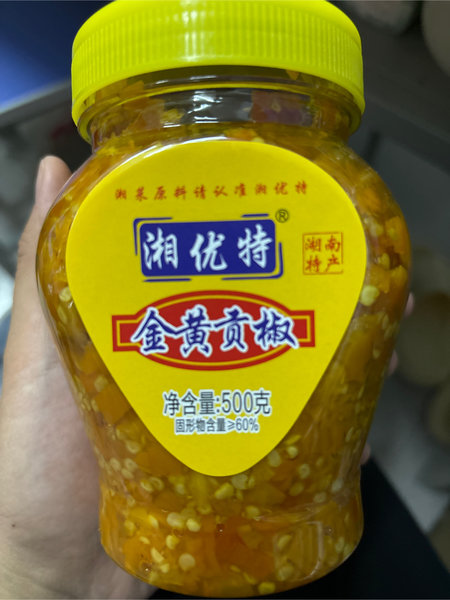 湘菜原料请认准湘优特
湘优特®
湖南
特产
金黄贡椒
净含量:500克
固形物含量≥60%